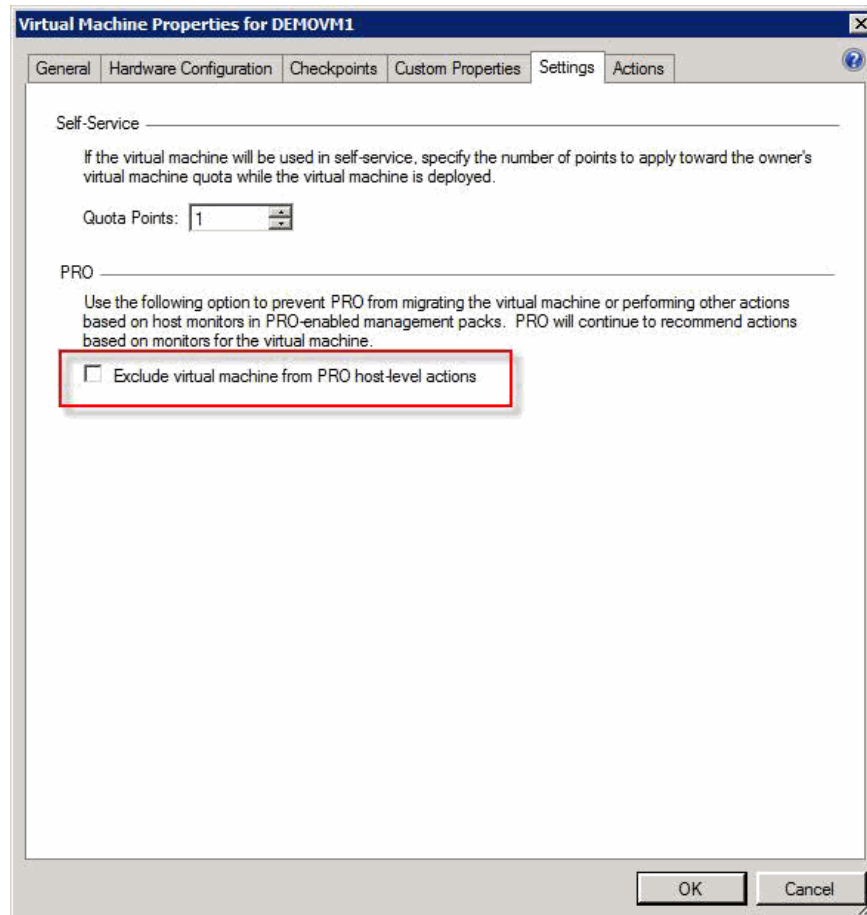 Virtual Machine Properties for DEMOVM1
General Hardware Configuration Checkpoints Custom Properties Settings Actions
Self-Service
If the virtual machine will be used in self-service, specify the number of points to apply toward the owner's
virtual machine quota while the virtual machine is deployed.
Quota Points: 1
PRO
Use the following option to prevent PRO from migrating the virtual machine or performing other actions
based on host monitors in PRO-enabled management packs. PRO will continue to recommend actions
based on monitors for the virtual machine.
Exclude virtual machine from PRO host-level actions
OK Cancel